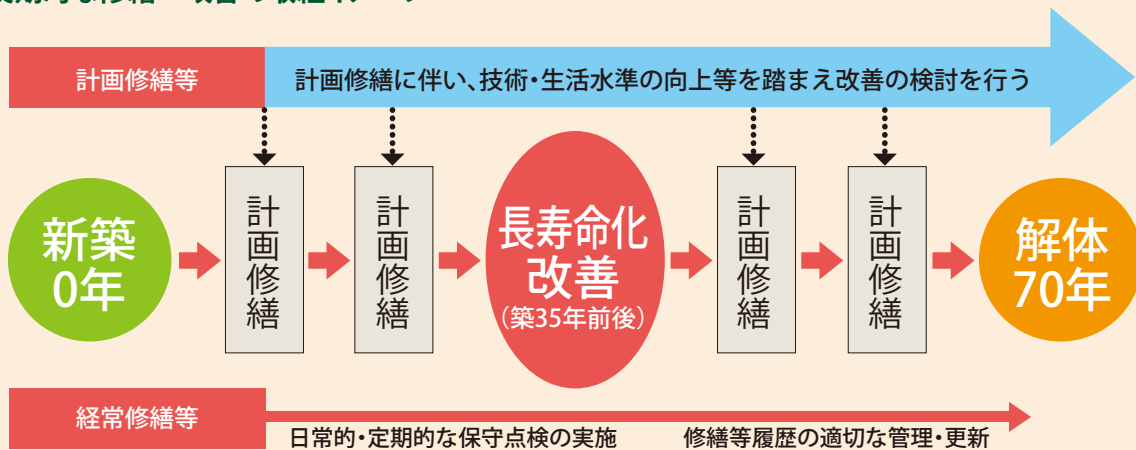 計画修繕等
計画修繕に伴い、技術・生活水準の向上等を踏まえ改善の検討を行う
新築
0年
計画修繕
計画修繕
長寿命化
改善
(築35年前後)
計画修繕
計画修繕
解体
70年
経常修繕等
日常的・定期的な保守点検の実施
修繕等履歴の適切な管理・更新